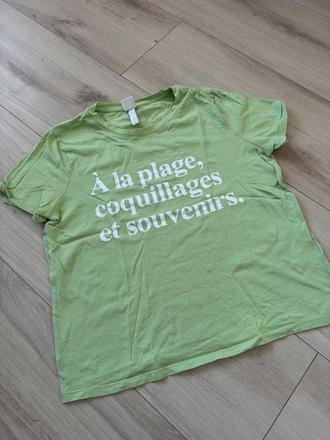 À la plage,
coquillages
et souvenirs.